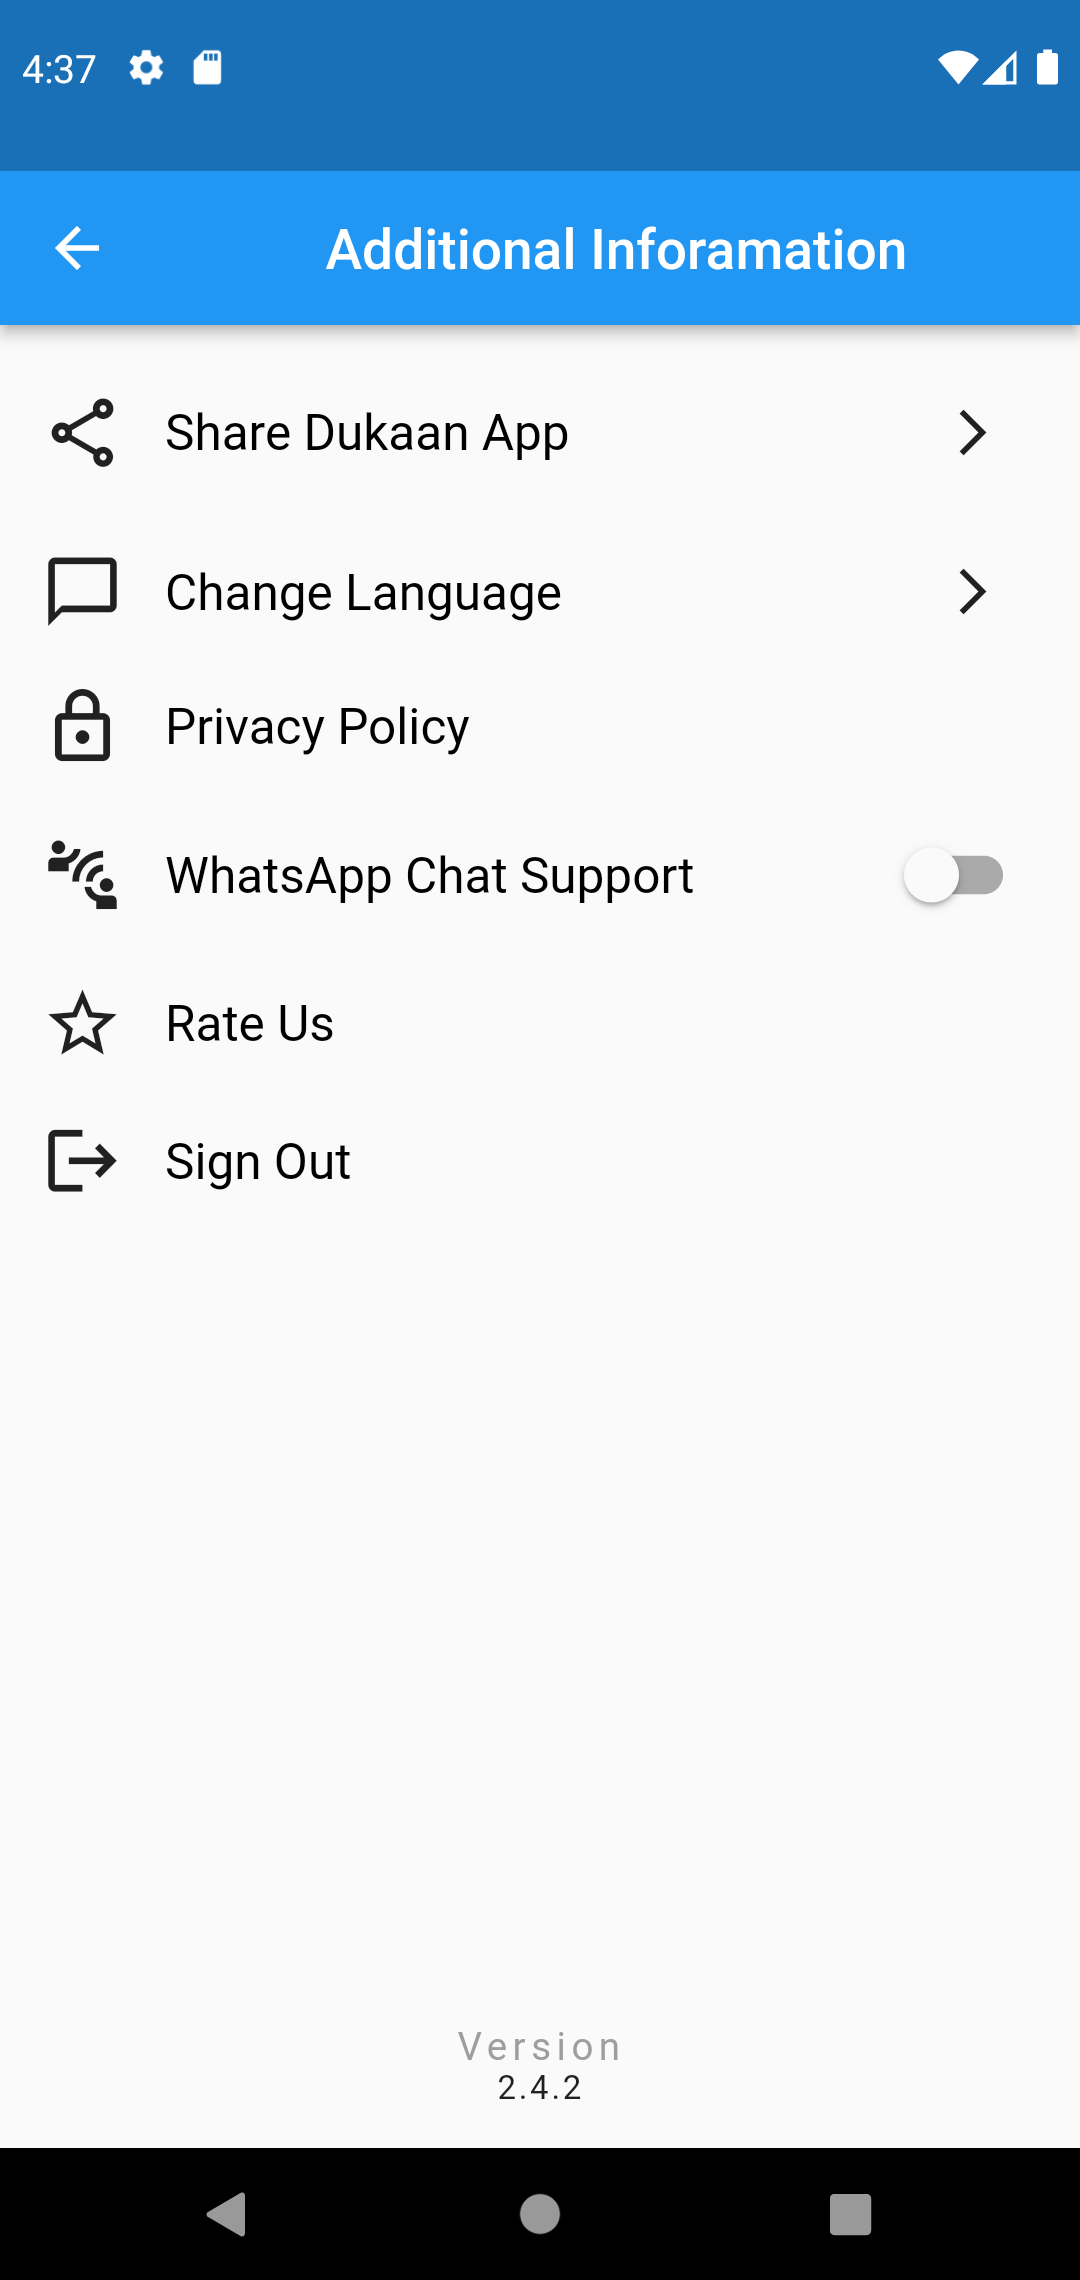 4:37
Additional Inforamation
Share Dukaan App
Change Language
Privacy Policy
WhatsApp Chat Support
Rate Us
Sign Out
Version
2.4.2